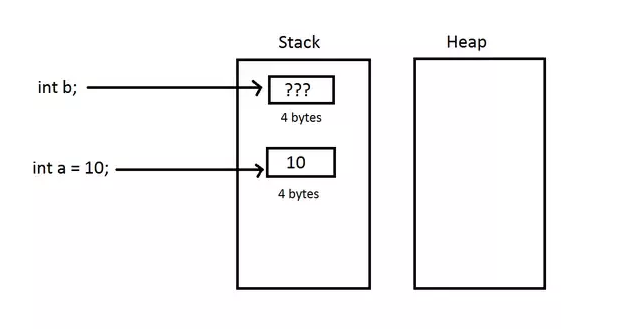 Stack Heap
int b; ???
4 bytes
int a = 10; 10
4 bytes